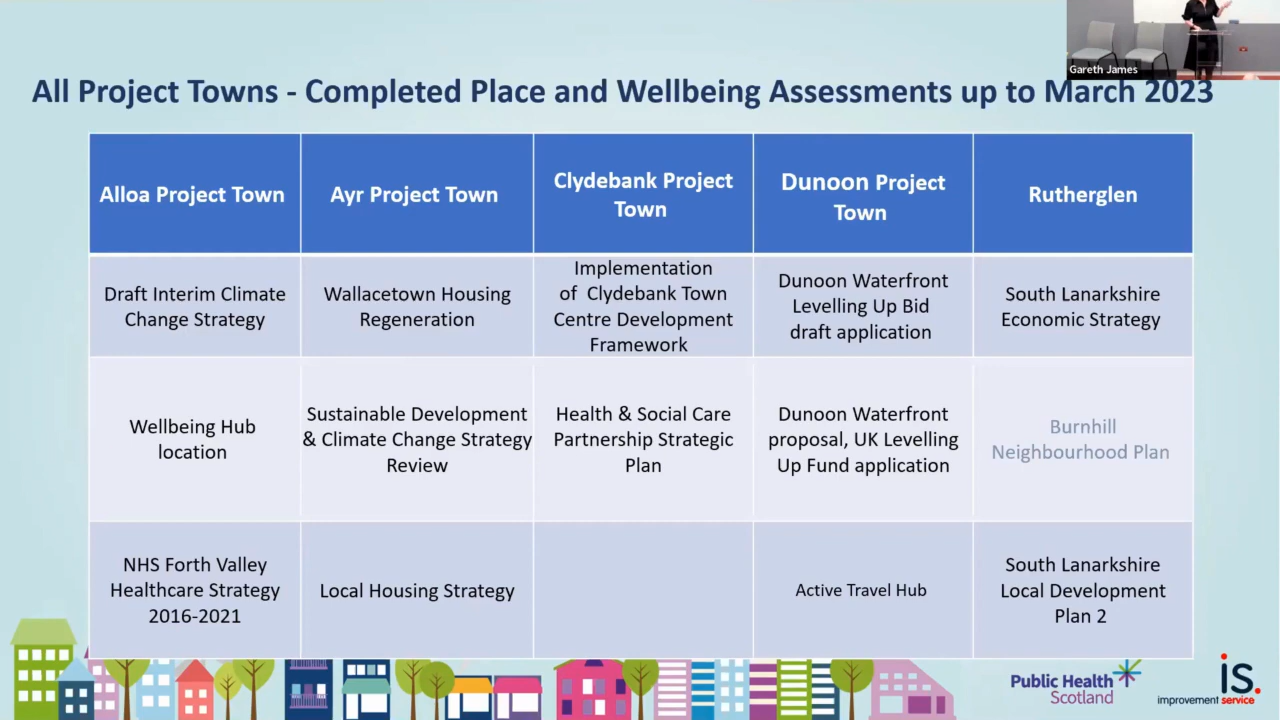 Gareth James
All Project Towns - Completed Place and Wellbeing Assessments up to March 2023
Alloa Project Town
Ayr Project Town
Clydebank Project
Town
Dunoon Project
Town
Rutherglen
Draft Interim Climate
Change Strategy
Wallacetown Housing
Regeneration
Implementation
of Clydebank Town
Centre Development
Framework
Dunoon Waterfront
Levelling Up Bid
draft application
South Lanarkshire
Economic Strategy
Wellbeing Hub
location
Sustainable Development
& Climate Change Strategy
Review
Health & Social Care
Partnership Strategic
Plan
Dunoon Waterfront
proposal, UK Levelling
Up Fund application
Burnhill
Neighbourhood Plan
NHS Forth Valley
Healthcare Strategy
2016-2021
Local Housing Strategy
Active Travel Hub
South Lanarkshire
Local Development
Plan 2
Public Health
Scotland
is.
improvement service